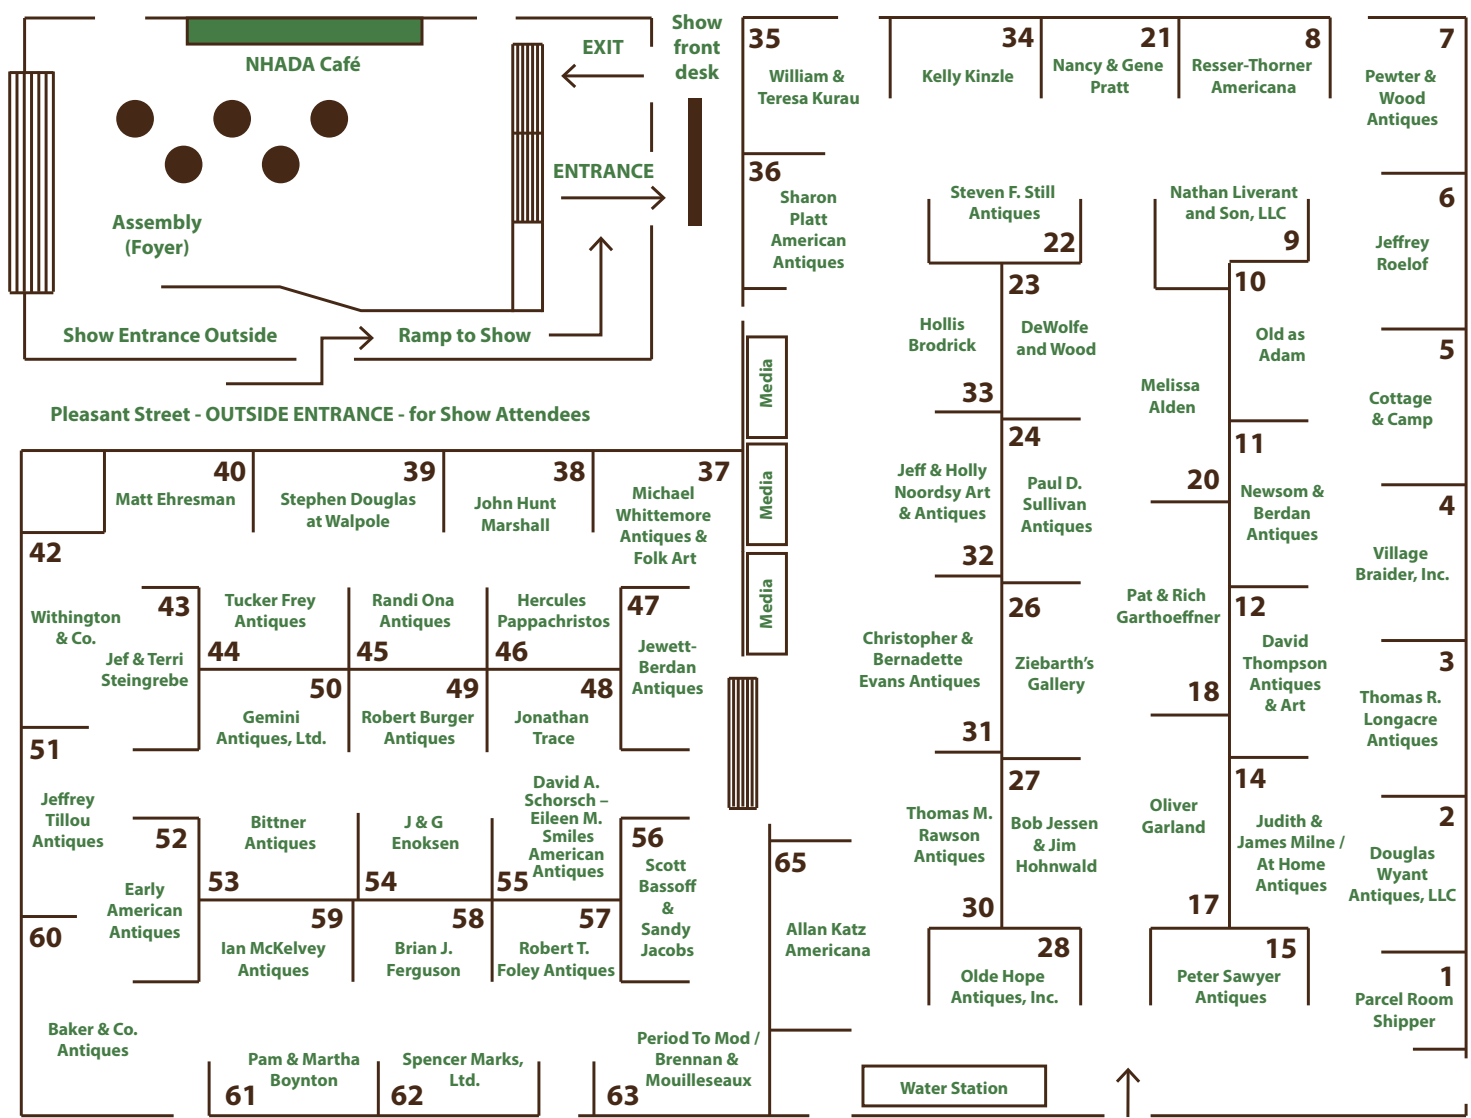 NHADA Café
EXIT
Show
front
desk
ENTRANCE
Assembly
(Foyer)
Show Entrance Outside
Ramp to Show
Pleasant Street - OUTSIDE ENTRANCE - for Show Attendees
35
William &
Teresa Kurau
34
Kelly Kinzle
21
Nancy & Gene
Pratt
8
Resser-Thorner
Americana
7
Pewter &
Wood
Antiques
36
Sharon
Platt
American
Antiques
Steven F. Still
Antiques
22
Nathan Liverant
and Son, LLC
9
6
Jeffrey
Roelof
23
DeWolfe
and Wood
Hollis
Brodrick
33
10
Old as
Adam
Melissa
Alden
20
5
Cottage
& Camp
Media
Media
Media
24
Paul D.
Sullivan
Antiques
Jeff & Holly
Noordsy Art
& Antiques
32
11
Newsom &
Berdan
Antiques
4
Village
Braider, Inc.
40
Matt Ehresman
39
Stephen Douglas
at Walpole
38
John Hunt
Marshall
37
Michael
Whittemore
Antiques &
Folk Art
42
Withington
& Co.
43
Jef & Terri
Steingrebe
Tucker Frey
Antiques
44
Randi Ona
Antiques
45
Hercules
Pappachristos
46
47
Jewett-
Berdan
Antiques
50
Gemini
Antiques, Ltd.
49
Robert Burger
Antiques
48
Jonathan
Trace
Christopher &
Bernadette
Evans Antiques
31
26
Ziebarth's
Gallery
Pat & Rich
Garthoeffner
18
12
David
Thompson
Antiques
& Art
3
Thomas R.
Longacre
Antiques
51
Jeffrey
Tillou
Antiques
52
Early
American
Antiques
Bittner
Antiques
53
J & G
Enoksen
54
David A.
Schorsch –
Eileen M.
Smiles
American
Antiques
55
56
Scott
Bassoff
&
Sandy
Jacobs
59
Ian McKelvey
Antiques
58
Brian J.
Ferguson
57
Robert T.
Foley Antiques
65
Allan Katz
Americana
Thomas M.
Rawson
Antiques
30
27
Bob Jessen
& Jim
Hohnwald
Oliver
Garland
17
14
Judith &
James Milne /
At Home
Antiques
2
Douglas
Wyant
Antiques, LLC
60
Baker & Co.
Antiques
Pam & Martha
Boynton
61
Spencer Marks,
Ltd.
62
Period To Mod /
Brennan &
Mouilleseaux
63
28
Olde Hope
Antiques, Inc.
15
Peter Sawyer
Antiques
1
Parcel Room
Shipper
Water Station